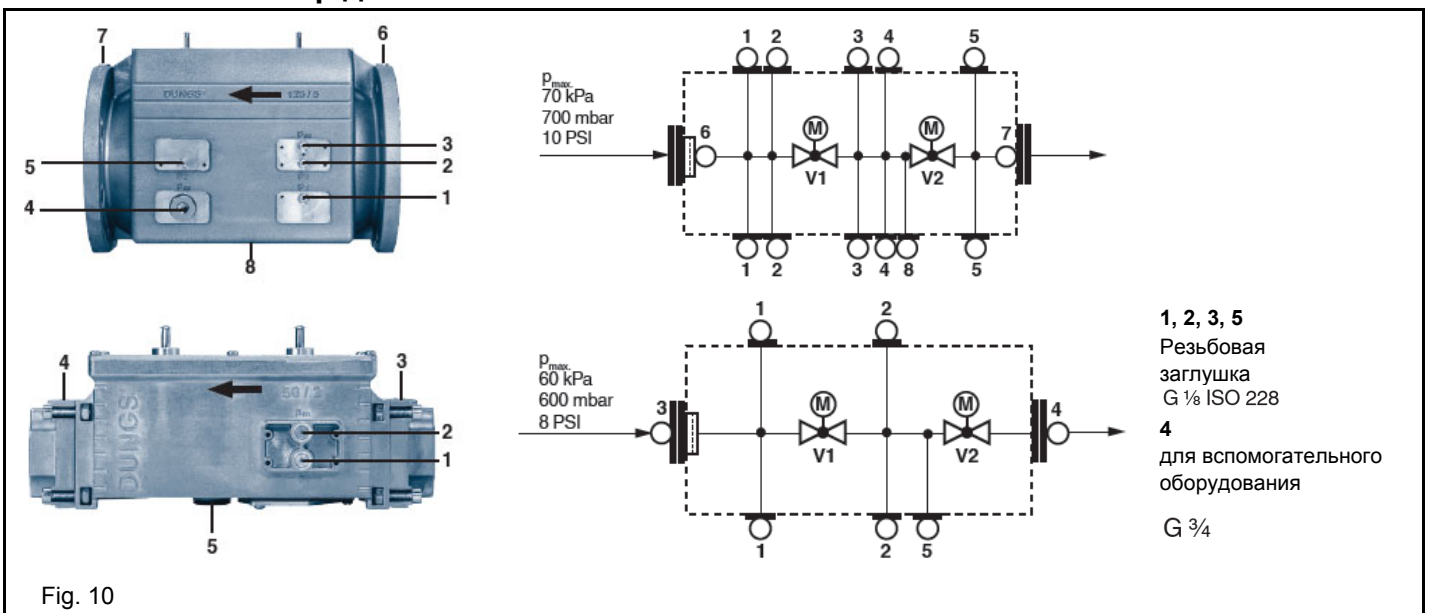 7
6
DUNGS
125/5
3
2
5
1
4
8
1 2 3 4 5
pmax.
70 kPa
700 mbar
10 PSI
6
M
M
7
V1
V2
1 2 3 4 8 5
4
3
50/2
DUNGS
2
1
5
1 2
pmax.
60 kPa
600 mbar
8 PSI
3
M
M
4
V1
V2
1 2 5
1, 2, 3, 5
Резьбовая
заглушка
G ⅛ ISO 228
4
для вспомогательного
оборудования
G ¾
Fig. 10